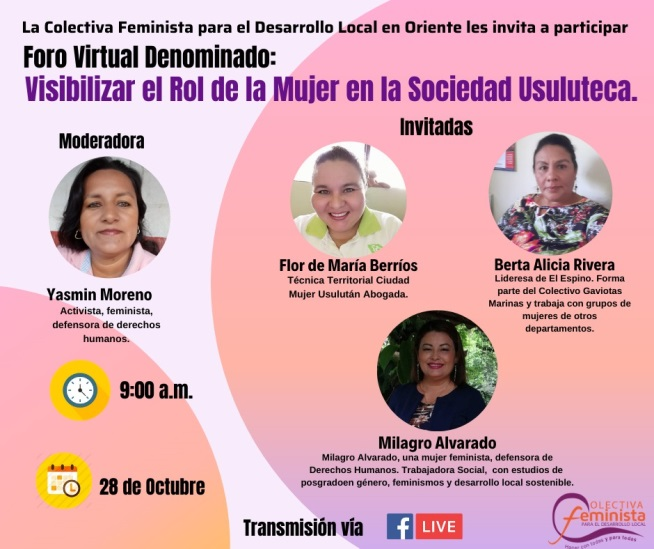 La Colectiva Feminista para el Desarrollo Local en Oriente les invita a participar
Foro Virtual Denominado:
Visibilizar el Rol de la Mujer en la Sociedad Usuluteca.
Moderadora
Yasmin Moreno
Activista, feminista,
defensora de derechos
humanos.
9:00 a.m.
28 de Octubre
Invitadas
Flor de María Berríos
Técnica Territorial Ciudad
Mujer Usulután Abogada.
Berta Alicia Rivera
Lideresa de El Espino. Forma
parte del Colectivo Gaviotas
Marinas y trabaja con grupos de
mujeres de otros
departamentos.
Milagro Alvarado
Milagro Alvarado, una mujer feminista, defensora de
Derechos Humanos. Trabajadora Social, con estudios de
posgradoen género, feminismos y desarrollo local sostenible.
Transmisión vía
f LIVE
COLECTIVA
feminista
PARA EL DESARROLLO LOCAL
Hacer con todas y para todas